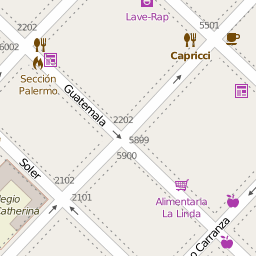 Lave-Rap
5501
2202
6002
Capricci
Sección
Palermo
Guatemala
2202
5899
5900
Soler
2102
2101
Alimentaria
La Linda
Catherina
Carranza